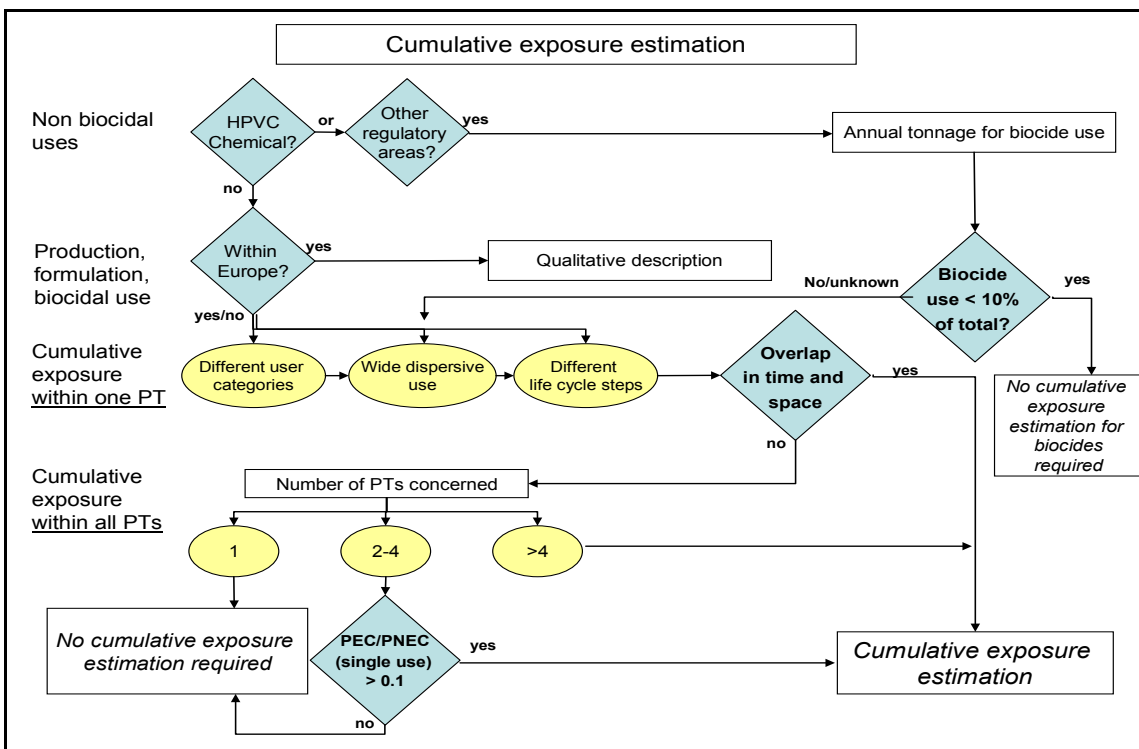 Cumulative exposure estimation
Non biocidal
uses
HPVC
Chemical?
or
Other
regulatory
areas?
yes
Annual tonnage for biocide use
no
Production,
formulation,
biocidal use
Within
Europe?
yes
Qualitative description
No/unknown
Biocide
use < 10%
of total?
yes
yes/no
Cumulative
exposure
within one PT
Different user
categories
Wide dispersive
use
Different
life cycle steps
Overlap
in time and
space
yes
No cumulative
exposure
estimation for
biocides
required
no
Cumulative
exposure
within all PTs
Number of PTs concerned
1
2-4
>4
No cumulative exposure
estimation required
PEC/PNEC
(single use)
> 0.1
yes
Cumulative exposure
estimation
no